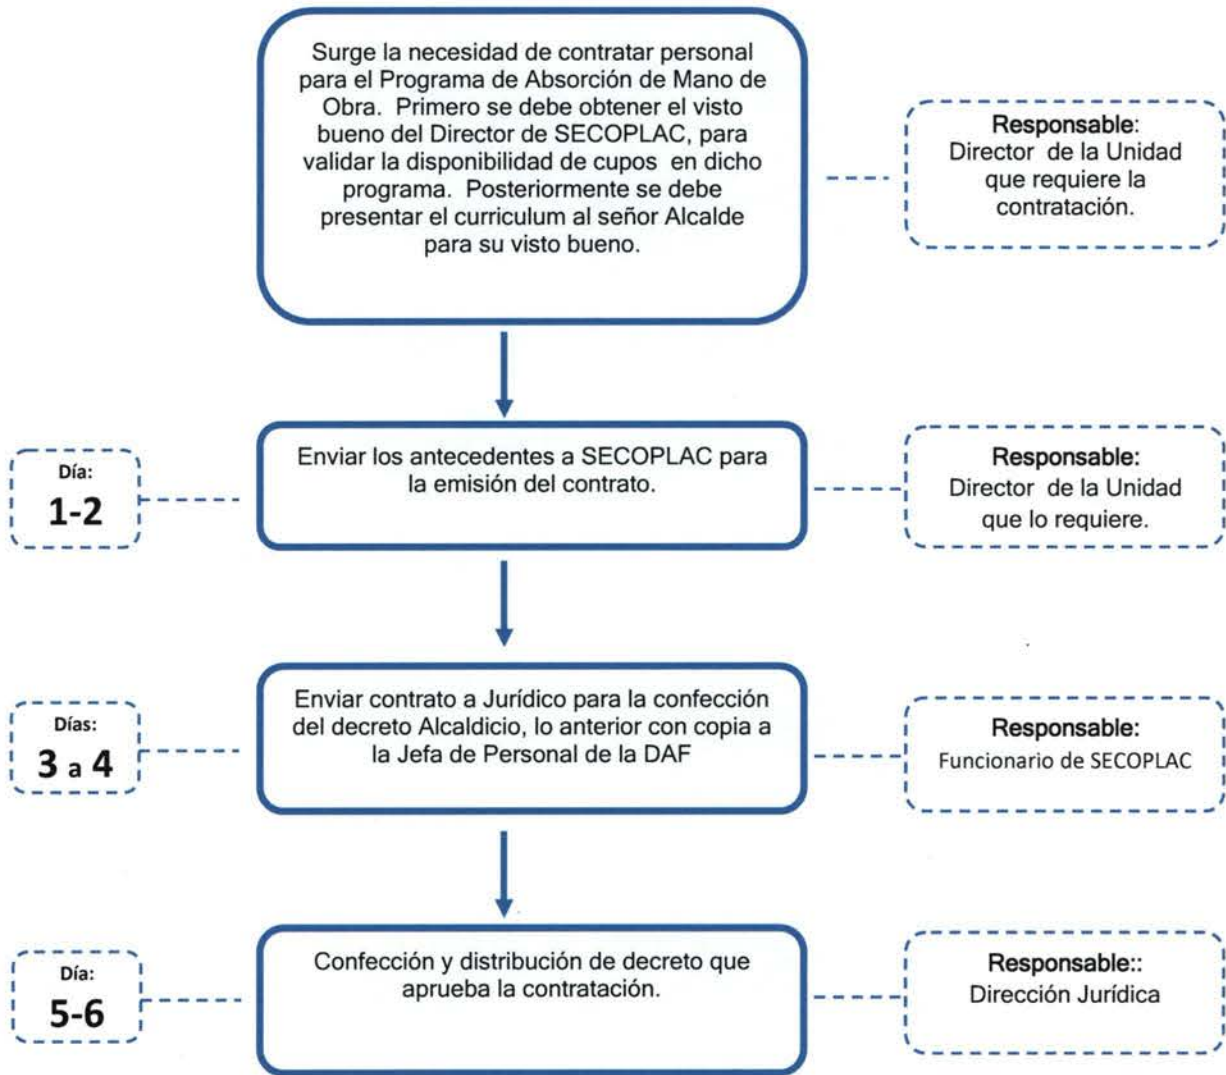 Surge la necesidad de contratar personal
para el Programa de Absorción de Mano de
Obra. Primero se debe obtener el visto
bueno del Director de SECOPLAC, para
validar la disponibilidad de cupos en dicho
programa. Posteriormente se debe
presentar el curriculum al señor Alcalde
para su visto bueno.
Responsable:
Director de la Unidad
que requiere la
contratación.
Día:
1-2
Enviar los antecedentes a SECOPLAC para
la emisión del contrato.
Responsable:
Director de la Unidad
que lo requiere.
Días:
3 a 4
Enviar contrato a Jurídico para la confección
del decreto Alcaldicio, lo anterior con copia a
la Jefa de Personal de la DAF
Responsable:
Funcionario de SECOPLAC
Día:
5-6
Confección y distribución de decreto que
aprueba la contratación.
Responsable::
Dirección Jurídica